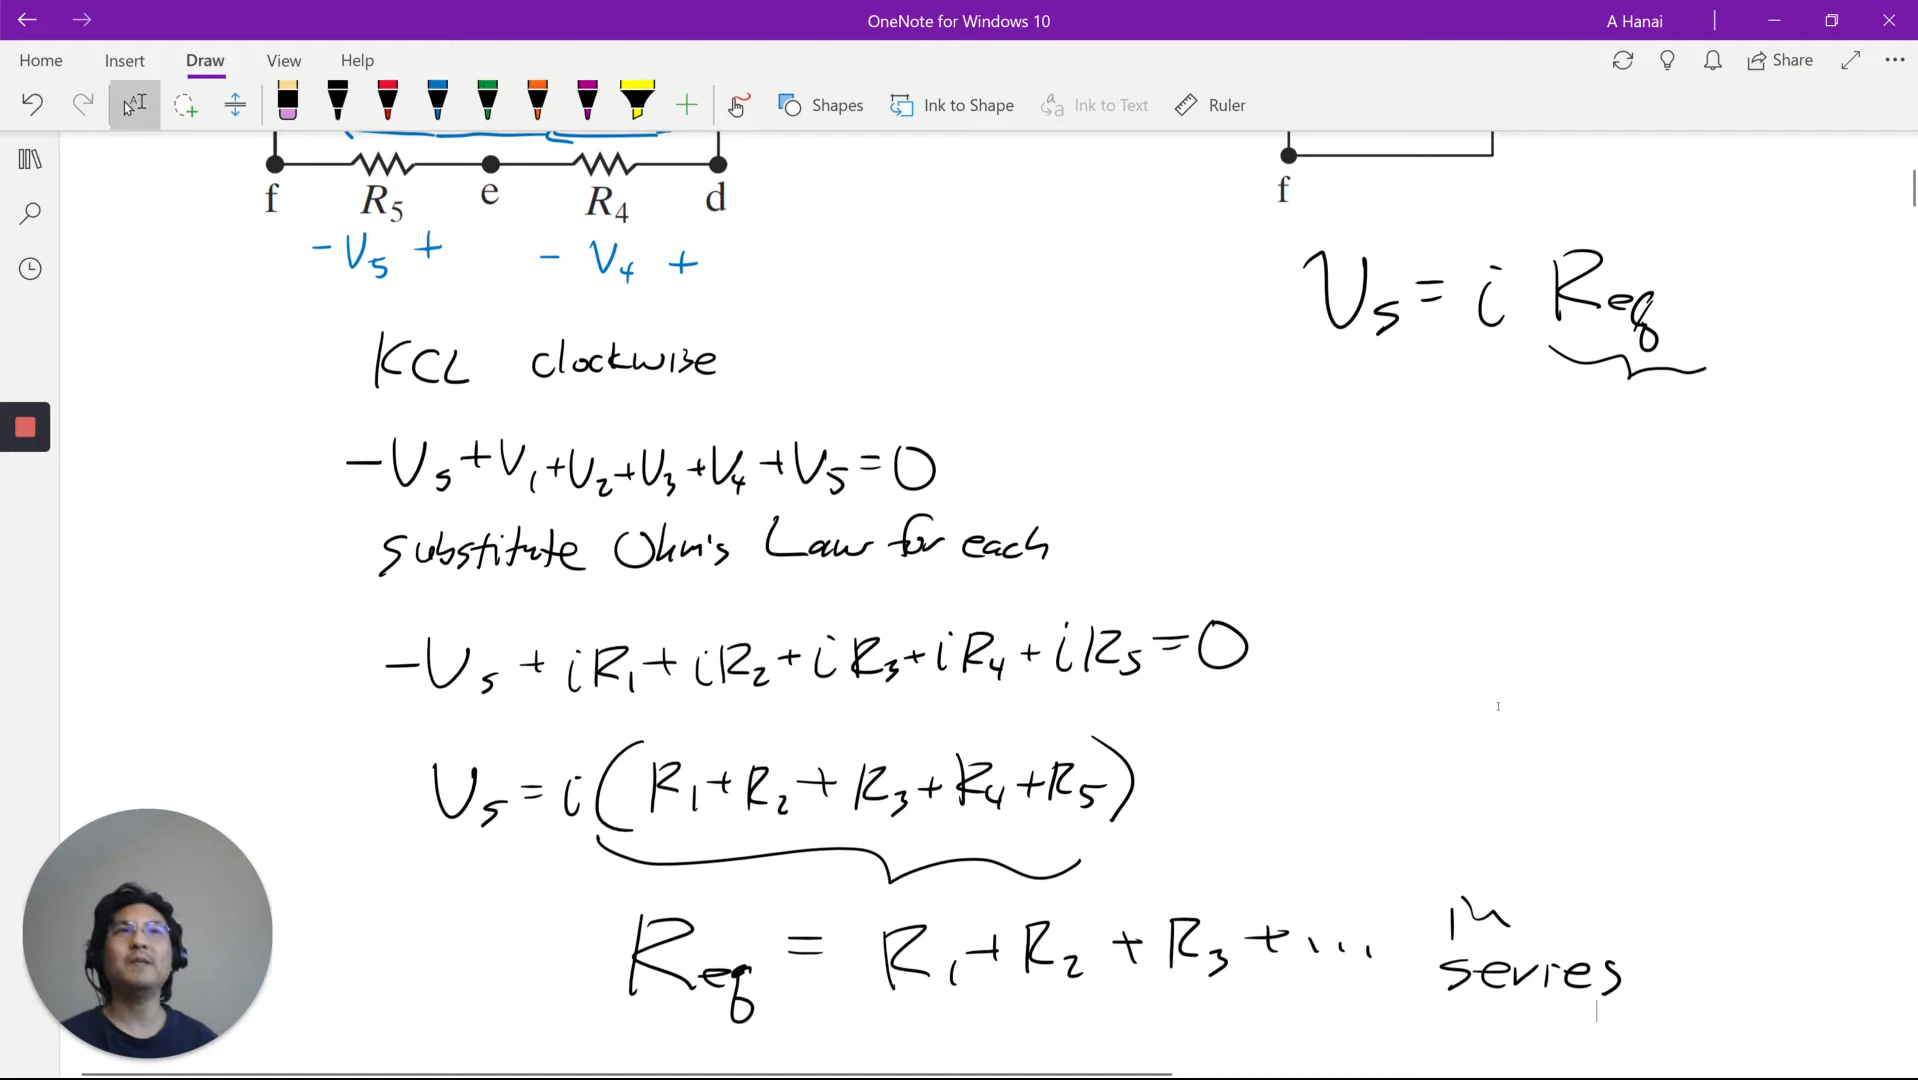 OneNote for Windows 10
A Hanai
Home Insert Draw View Help
Share
Shapes Ink to Shape Ink to Text Ruler
f R5 e R4 d
f
- V5 + - V4 +
Vs = i Req
KCL clockwise
-Vs + V1 + V2 + V3 + V4 + V5 = 0
substitute Ohm's Law for each
-Vs + iR1 + iR2 + iR3 + iR4 + iR5 = 0
Vs = i(R1 + R2 + R3 + R4 + R5)
Req = R1 + R2 + R3 + ... in
series